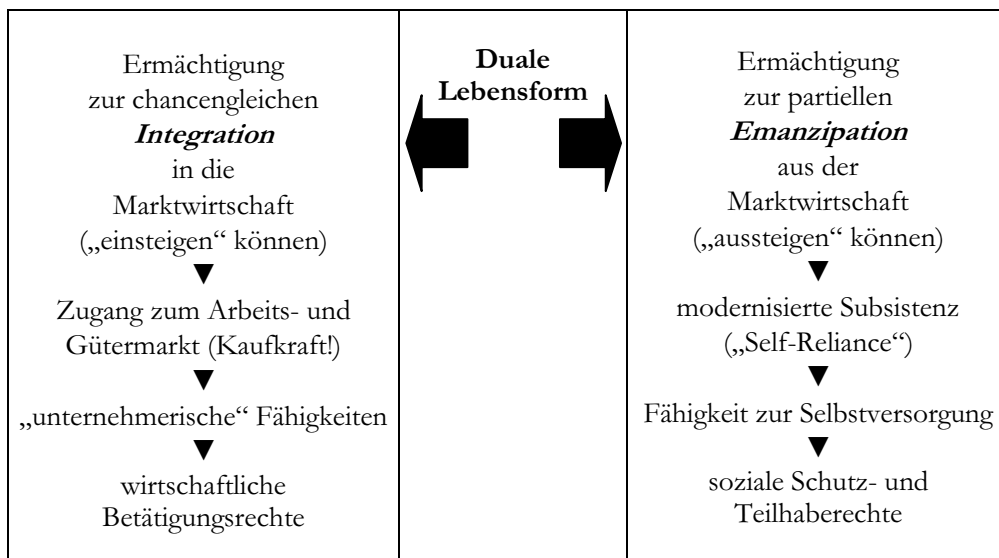 Ermächtigung
zur chancengleichen
Integration
in die
Marktwirtschaft
(„einsteigen“ können)
▼
Zugang zum Arbeits- und
Gütermarkt (Kaufkraft!)
▼
„unternehmerische“ Fähigkeiten
▼
wirtschaftliche
Betätigungsrechte
Duale
Lebensform
Ermächtigung
zur partiellen
Emanzipation
aus der
Marktwirtschaft
(„aussteigen“ können)
▼
modernisierte Subsistenz
(„Self-Reliance“)
▼
Fähigkeit zur Selbstversorgung
▼
soziale Schutz- und
Teilhaberechte